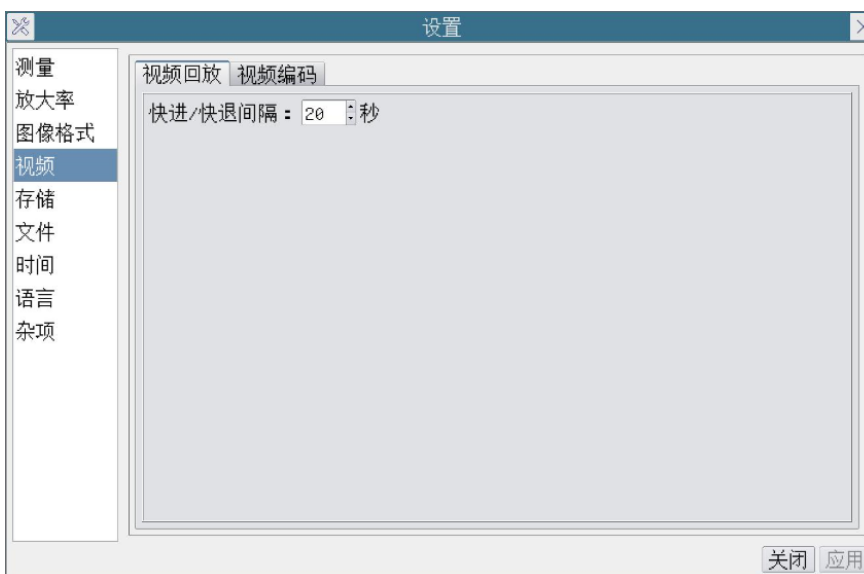 设置
测量
放大率
图像格式
视频
存储
文件
时间
语言
杂项
视频回放 视频编码
快进/快退间隔：20 秒
关闭 应用